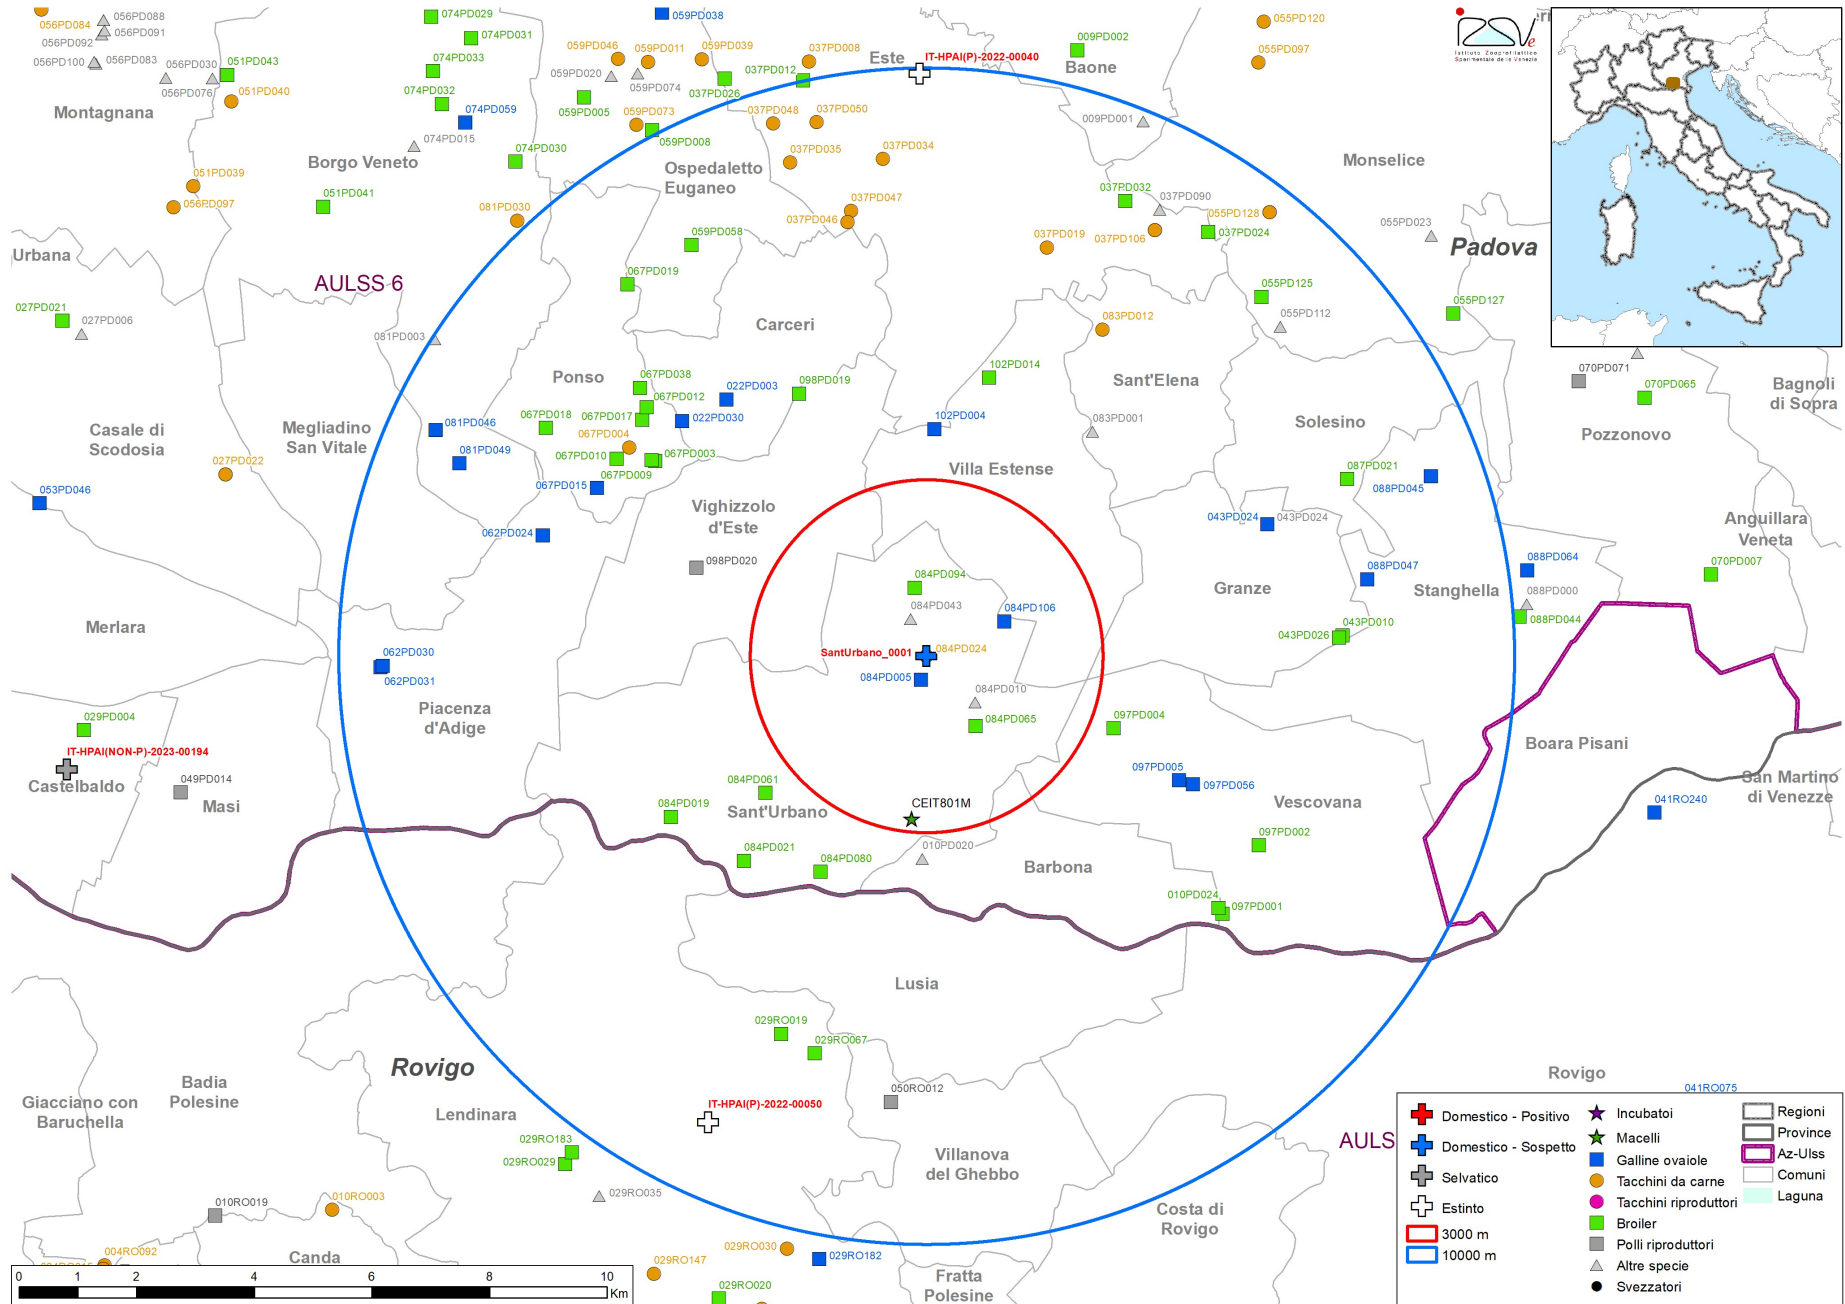 056PD084
056PD088
056PD091
056PD092
056PD100
056PD083
056PD030
056PD076
051PD043
051PD040
Montagnana
074PD029
074PD031
074PD033
074PD032
074PD059
074PD015
Borgo Veneto
074PD030
051PD039
056PD097
051PD041
081PD030
059PD038
059PD046
059PD011
059PD039
059PD020
059PD074
059PD005
059PD073
059PD008
037PD008
037PD012
037PD026
037PD048
037PD050
037PD035
037PD034
Ospedaletto
Euganeo
037PD047
037PD046
Este
IT-HPAI(P)-2022-00040
009PD002
Baone
055PD120
055PD097
009PD001
Monselice
037PD032
037PD090
055PD128
037PD024
037PD106
037PD019
055PD023
Padova
Istituto Zooprofilattico
Sperimentale delle Venezie
Urbana
AULSS 6
027PD021
027PD006
081PD003
059PD058
067PD019
Carceri
055PD125
055PD112
055PD127
083PD012
Ponso
067PD038
067PD012
067PD018
067PD017
067PD004
067PD010
067PD003
067PD009
067PD015
022PD003
022PD030
098PD019
102PD014
102PD004
Sant'Elena
083PD001
Solesino
070PD071
070PD065
Bagnoli
di Sopra
Pozzonovo
Casale di
Scodosia
Megliadino
San Vitale
081PD046
081PD049
027PD022
053PD046
Villa Estense
087PD021
088PD045
Vighizzolo
d'Este
062PD024
098PD020
043PD024
043PD024
Anguillara
Veneta
084PD094
084PD043
084PD106
088PD047
088PD064
088PD000
088PD044
070PD007
Granze
Stanghella
Merlara
043PD010
043PD026
SantUrbano_0001
084PD024
084PD005
062PD030
062PD031
084PD010
084PD065
Piacenza
d'Adige
097PD004
029PD004
IT-HPAI(NON-P)-2023-00194
Castelbaldo
049PD014
Masi
Boara Pisani
San Martino
di Venezze
041RO240
097PD005
097PD056
Vescovana
084PD061
Sant'Urbano
084PD019
CEIT801M
084PD021
084PD080
010PD020
Barbona
097PD002
010PD024
097PD001
Lusia
029RO019
029RO067
Rovigo
050RO012
Rovigo
041RO075
Badia
Polesine
Giacciano con
Baruchella
Lendinara
IT-HPAI(P)-2022-00050
AULS
029RO183
029RO029
029RO035
Villanova
del Ghebbo
Costa di
Rovigo
010RO019
010RO003
004RO092
Canda
029RO147
029RO030
029RO182
029RO020
Fratta
Polesine
0 1 2 4 6 8 10
Km
Domestico - Positivo
Domestico - Sospetto
Selvatico
Estinto
3000 m
10000 m
Incubatoi
Macelli
Galline ovaiole
Tacchini da carne
Tacchini riproduttori
Broiler
Polli riproduttori
Altre specie
Svezzatori
Regioni
Province
Az-Ulss
Comuni
Laguna